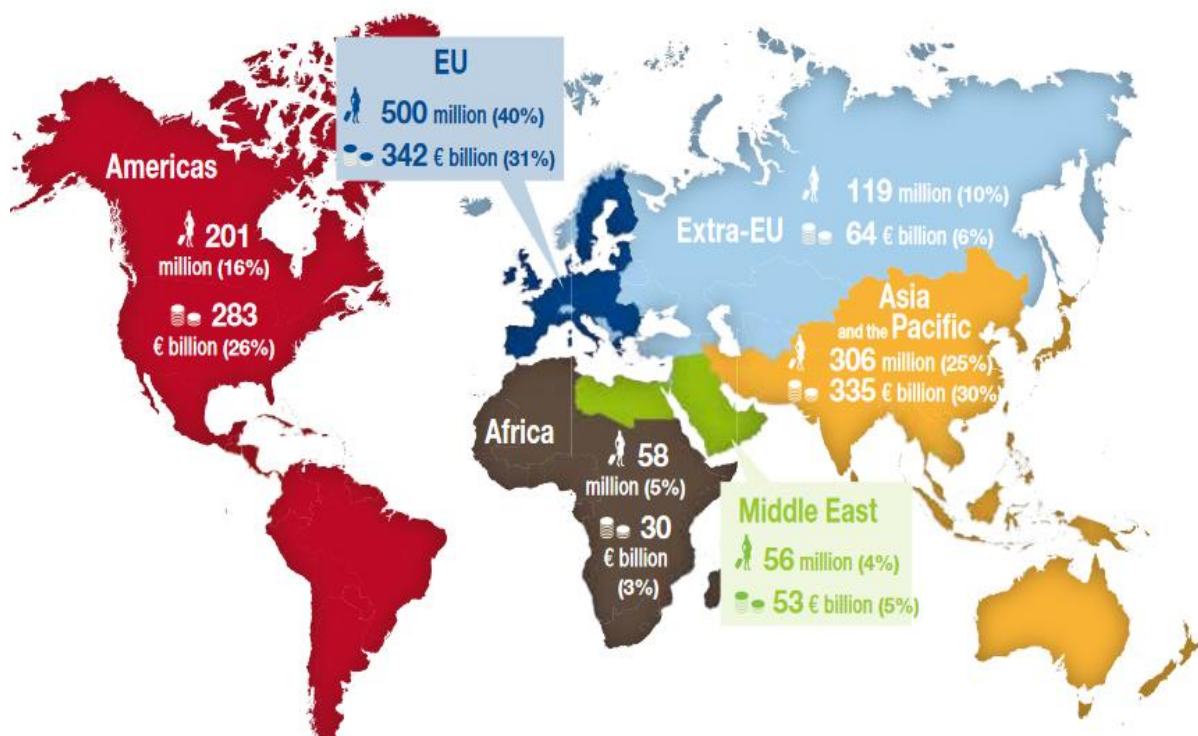 EU
500 million (40%)
342 € billion (31%)
Americas
201
million (16%)
283
€ billion (26%)
119 million (10%)
Extra-EU
64 € billion (6%)
Asia
and the Pacific
306 million (25%)
335 € billion (30%)
Africa
58
million (5%)
30
€ billion
(3%)
Middle East
56 million (4%)
53 € billion (5%)